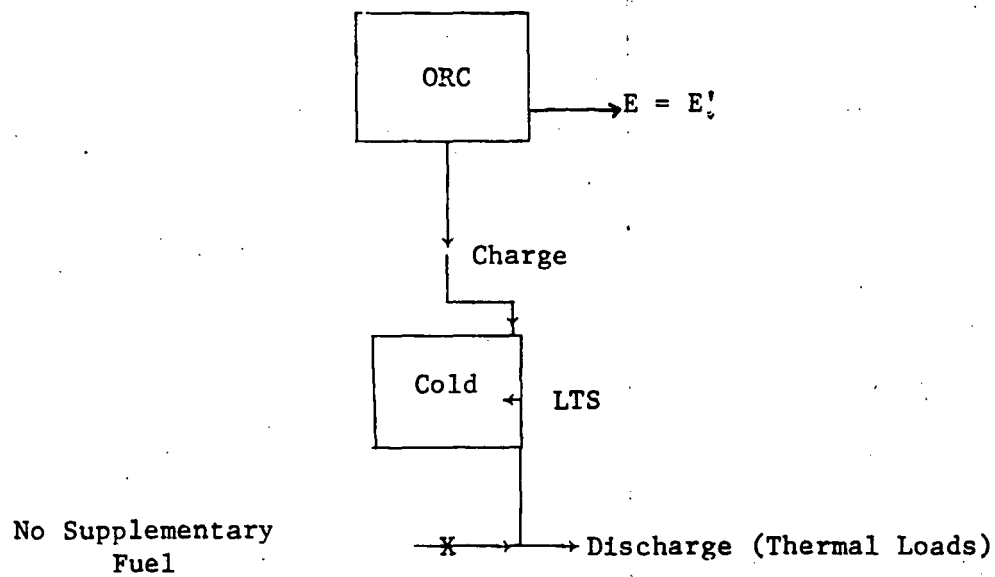 ORC
E = E'
Charge
Cold
LTS
No Supplementary
Fuel
X
Discharge (Thermal Loads)